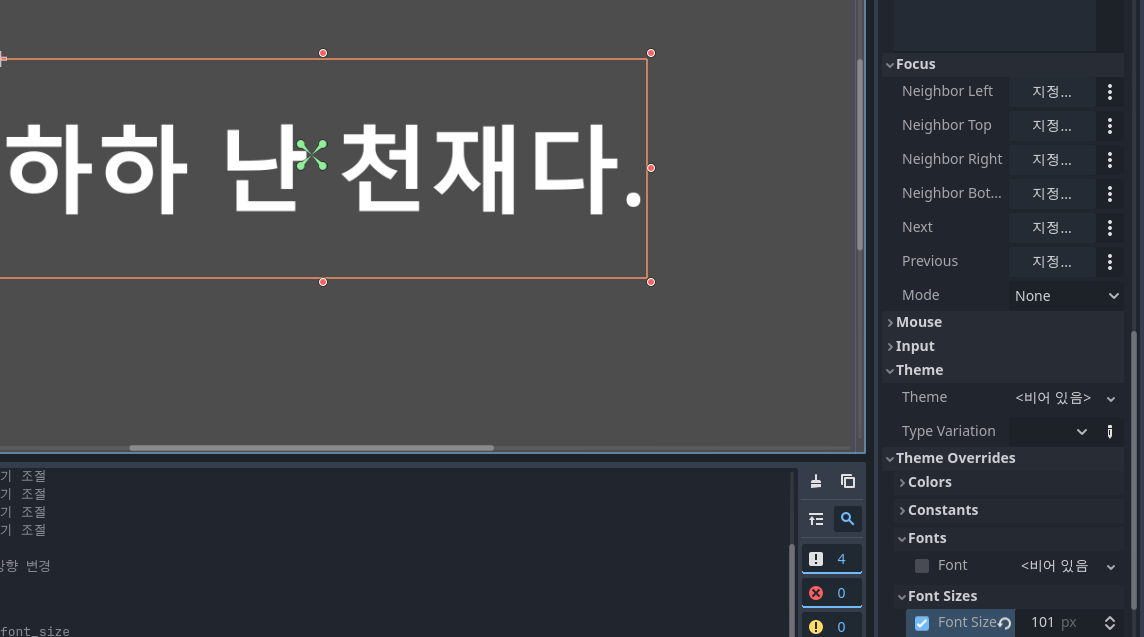 하하 난 천재다.
기 조절
기 조절
기 조절
기 조절
향 변경
font_size
4
0
0
Focus
Neighbor Left 지정...
Neighbor Top 지정...
Neighbor Right 지정...
Neighbor Bot... 지정...
Next 지정...
Previous 지정...
Mode None
Mouse
Input
Theme
Theme <비어 있음>
Type Variation
Theme Overrides
Colors
Constants
Fonts
Font <비어 있음
Font Sizes
Font Size 101 px